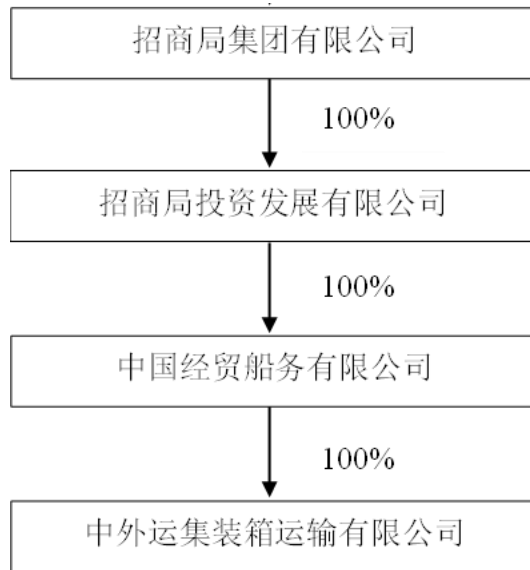 招商局集团有限公司
100%
招商局投资发展有限公司
100%
中国经贸船务有限公司
100%
中外运集装箱运输有限公司